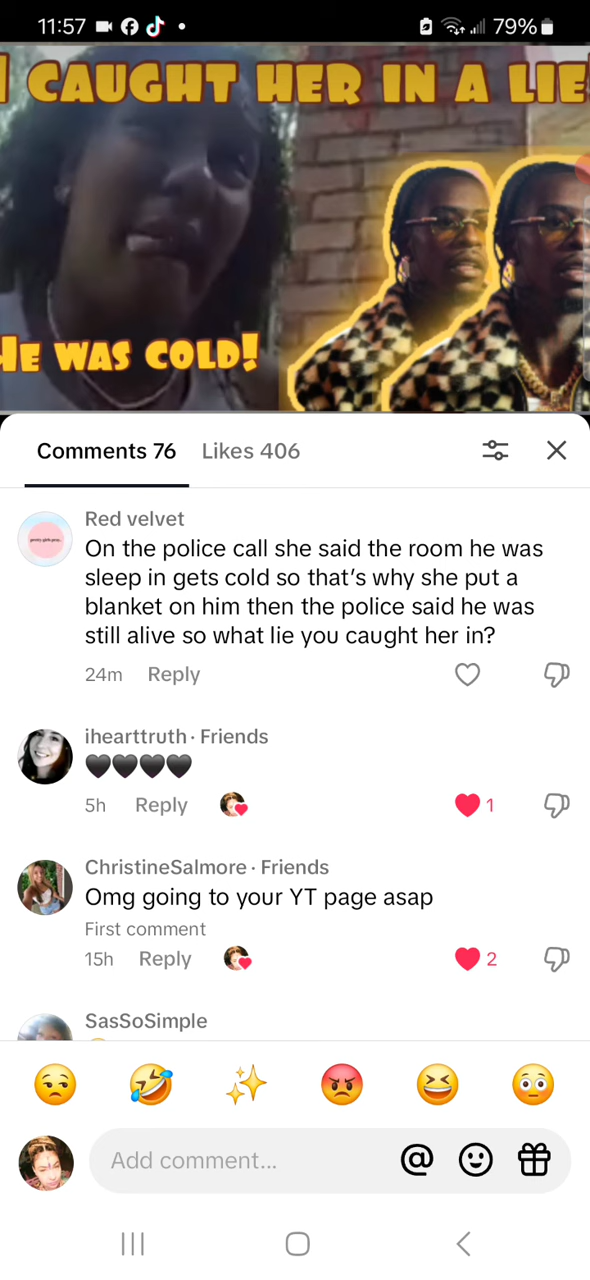 11:57
79%
I CAUGHT HER IN A LIE
HE WAS COLD!
Comments 76 Likes 406
Red velvet
On the police call she said the room he was
sleep in gets cold so that's why she put a
blanket on him then the police said he was
still alive so what lie you caught her in?
24m Reply
ihearttruth · Friends
🖤🖤🖤🖤
5h Reply 1
ChristineSalmore · Friends
Omg going to your YT page asap
First comment
15h Reply 2
SasSoSimple
Add comment...